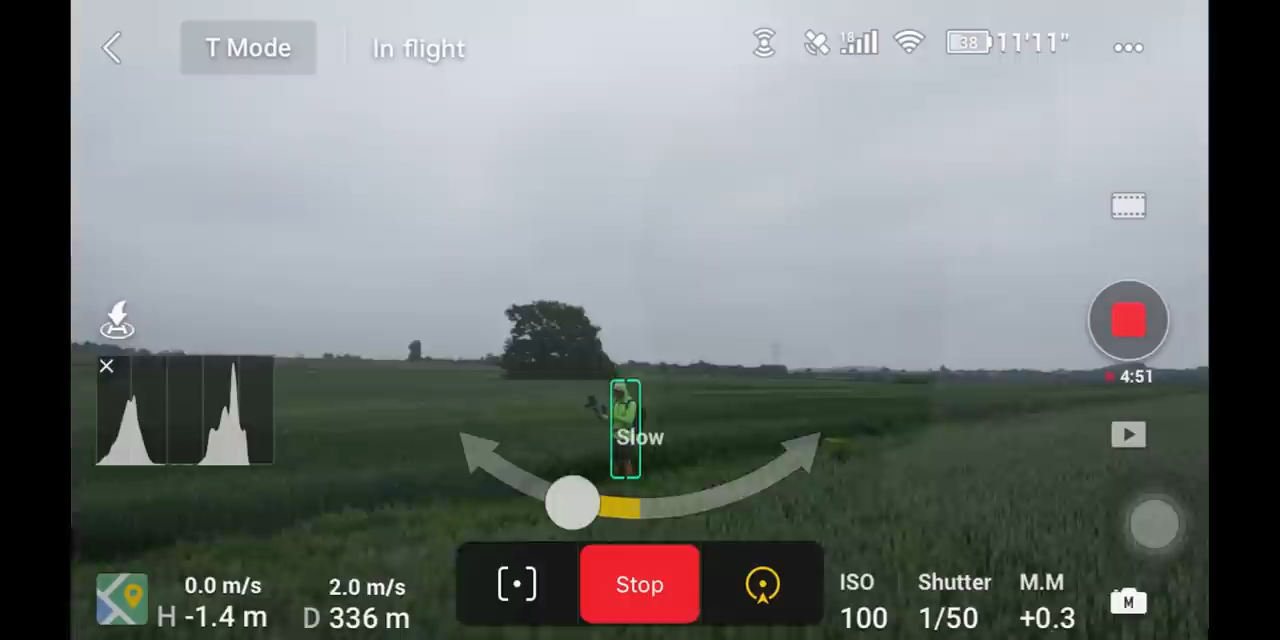 T Mode
In flight
18
38
11'11"
4:51
Slow
0.0 m/s
2.0 m/s
H -1.4 m
D 336 m
Stop
ISO
Shutter
M.M
100
1/50
+0.3
M